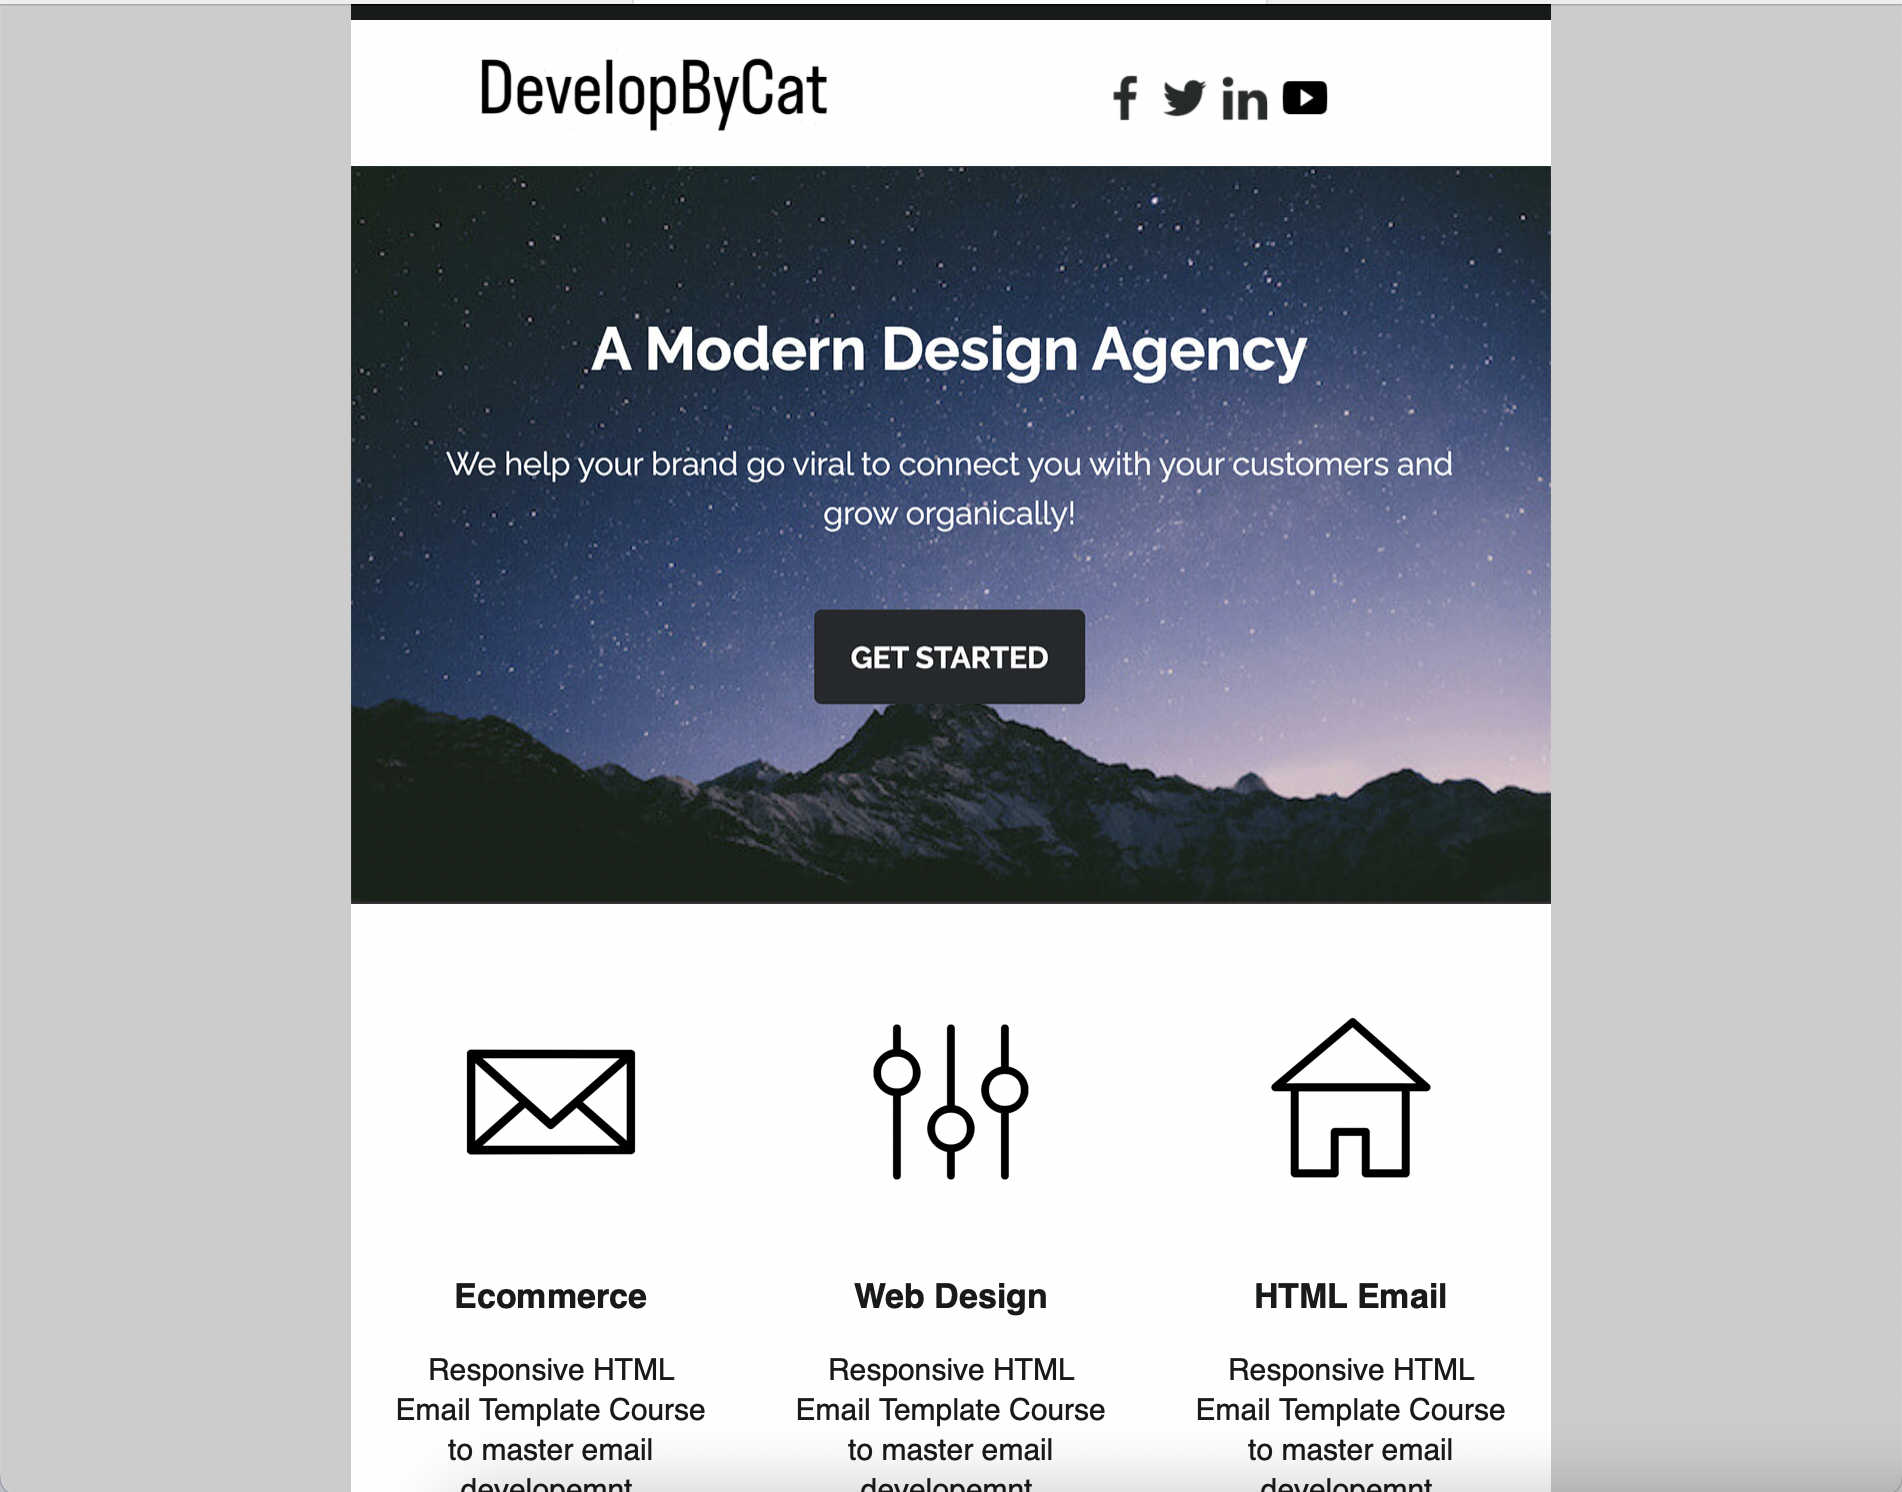 DevelopByCat
A Modern Design Agency
We help your brand go viral to connect you with your customers and
grow organically!
GET STARTED
Ecommerce
Responsive HTML
Email Template Course
to master email
developemnt
Web Design
Responsive HTML
Email Template Course
to master email
developemnt
HTML Email
Responsive HTML
Email Template Course
to master email
developemnt